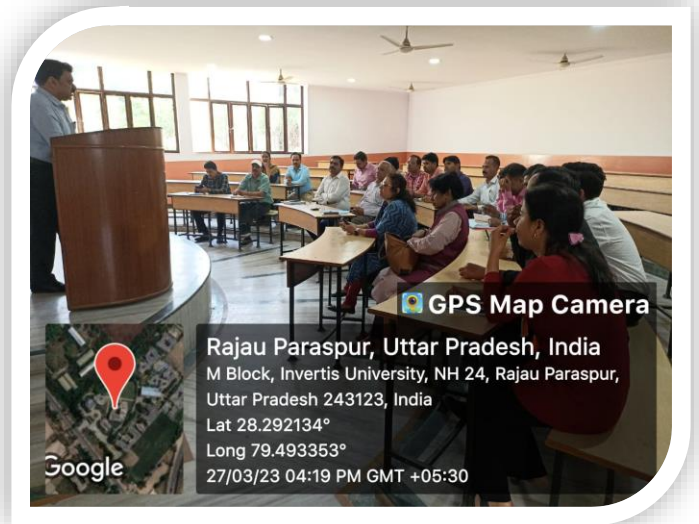 GPS Map Camera
Rajau Paraspur, Uttar Pradesh, India
M Block, Invertis University, NH 24, Rajau Paraspur,
Uttar Pradesh 243123, India
Lat 28.292134°
Long 79.493353°
27/03/23 04:19 PM GMT +05:30
Google